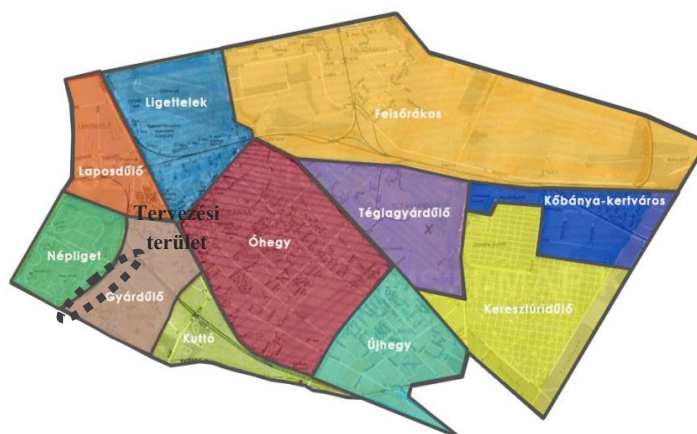 Ligettelek
Felsőrákos
Laposdűlő
Kőbánya-kertváros
Tervezési
terület
Téglagyárdűlő
Óhegy
Népliget
Gyárdűlő
Keresztúridűlő
Kuttó
Újhegy